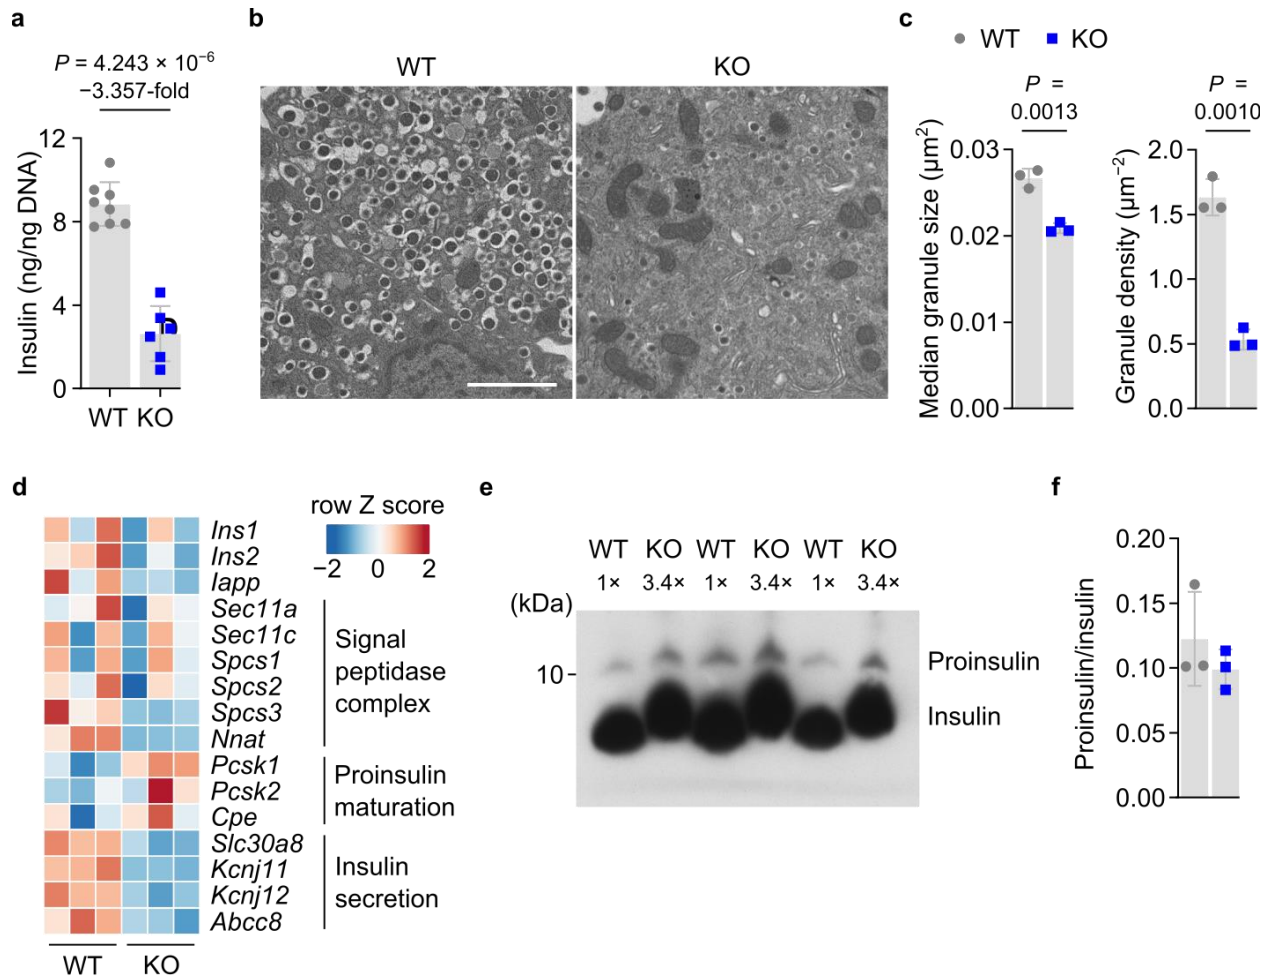 a
P = 4.243 × 10⁻⁶
−3.357-fold
Insulin (ng/ng DNA)
12
8
4
0
WT KO
b
WT
KO
c
WT KO
P =
0.0013
Median granule size (µm²)
0.03
0.02
0.01
0.00
P =
0.0010
Granule density (µm⁻²)
2.0
1.5
1.0
0.5
0.0
d
row Z score
−2 0 2
Ins1
Ins2
Iapp
Sec11a
Sec11c
Spcs1
Spcs2
Spcs3
Nnat
Pcsk1
Pcsk2
Cpe
Slc30a8
Kcnj11
Kcnj12
Abcc8
Signal
peptidase
complex
Proinsulin
maturation
Insulin
secretion
WT KO
e
WT KO WT KO WT KO
1× 3.4× 1× 3.4× 1× 3.4×
(kDa)
10
Proinsulin
Insulin
f
Proinsulin/insulin
0.20
0.15
0.10
0.05
0.00